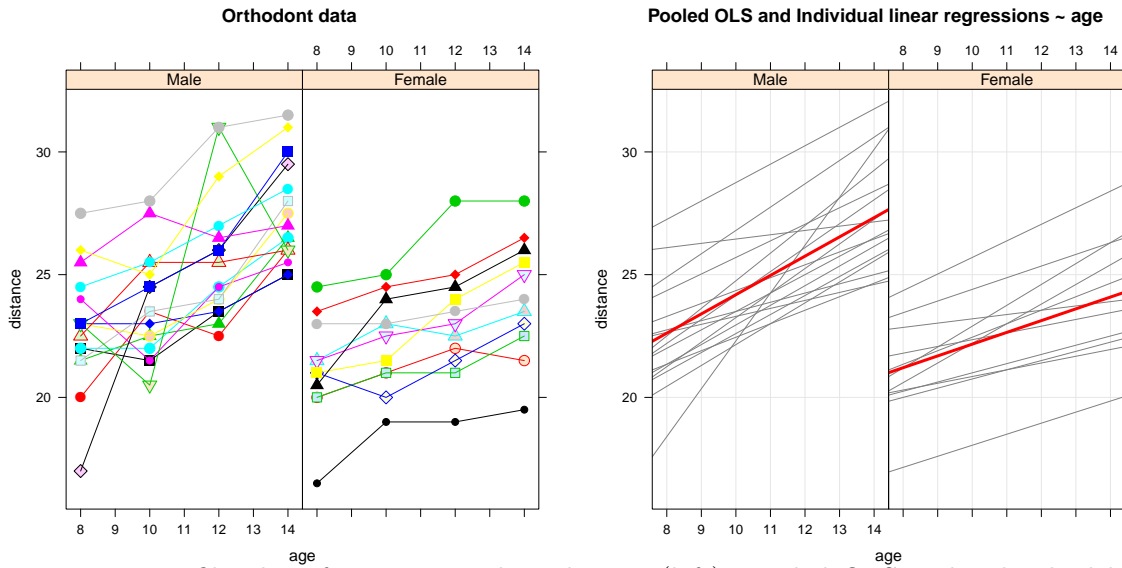 Orthodont data
8 9 10 11 12 13 14
Male Female
30
25
20
distance
8 9 10 11 12 13 14
age
Pooled OLS and Individual linear regressions ~ age
8 9 10 11 12 13 14
Male Female
30
25
20
distance
8 9 10 11 12 13 14
age